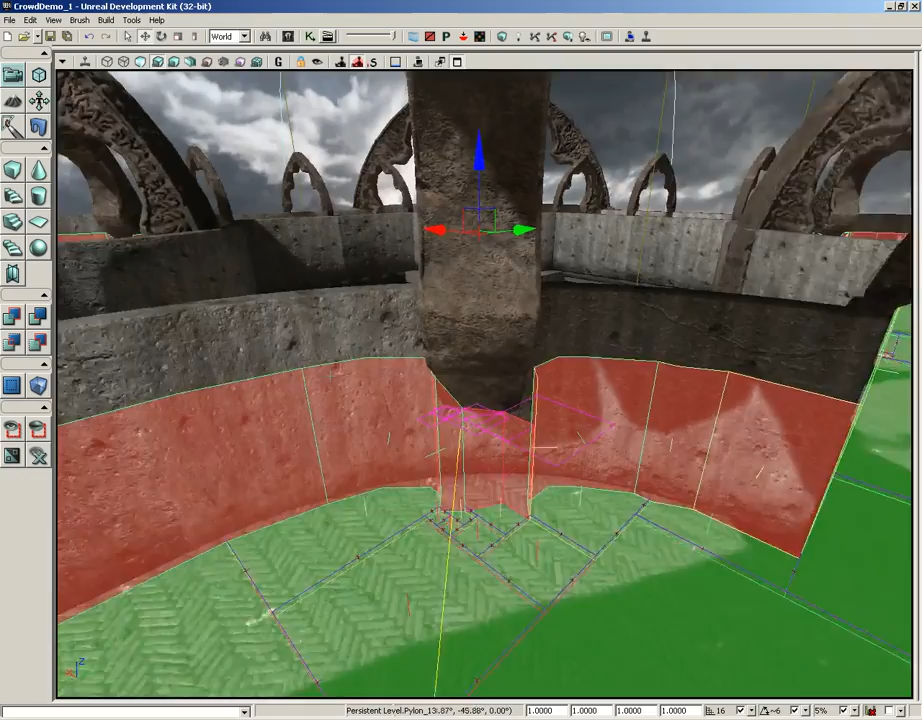 CrowdDemo_1 - Unreal Development Kit (32-bit)
File Edit View Brush Build Tools Help
World K P
G S
Z
X
Persistent Level.Pylon_13
.87°, -45.88, 0.00°)
1.0000 1.0000 1.0000 1.0000 16 ~6 5%